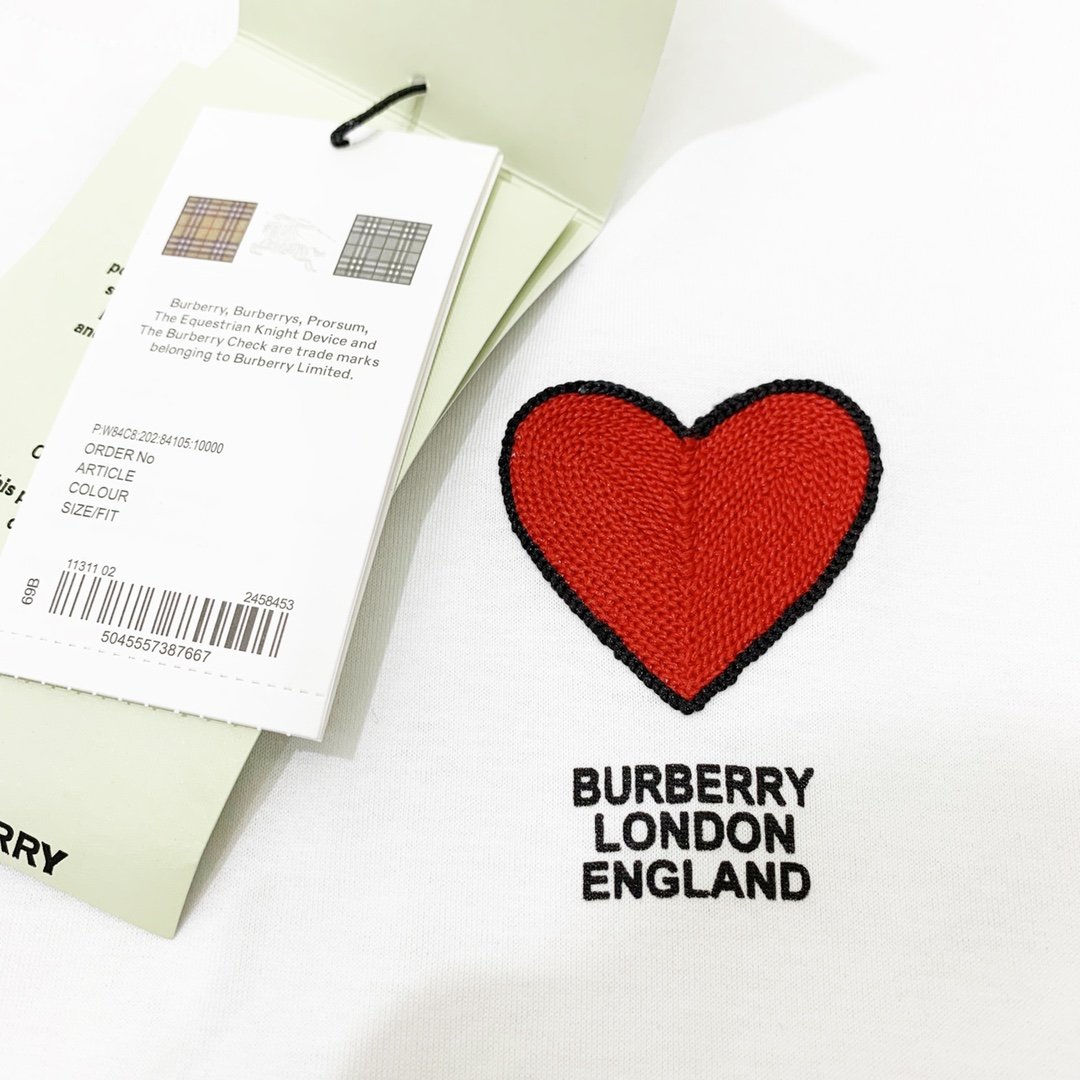 Burberry, Burberrys, Prorsum,
The Equestrian Knight Device and
The Burberry Check are trade marks
belonging to Burberry Limited.
P:W84C8:202:84105:10000
ORDER No
ARTICLE
COLOUR
SIZE/FIT
69B
11311 02
2458453
5045557387667
BURBERRY
LONDON
ENGLAND